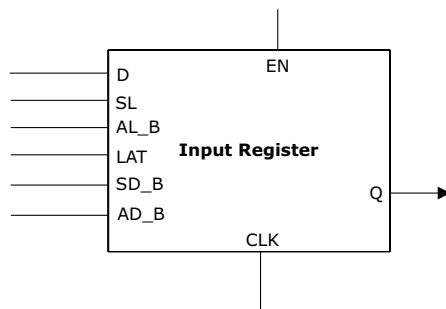 EN
D
SL
AL_B
LAT
Input Register
SD_B
AD_B
Q
CLK